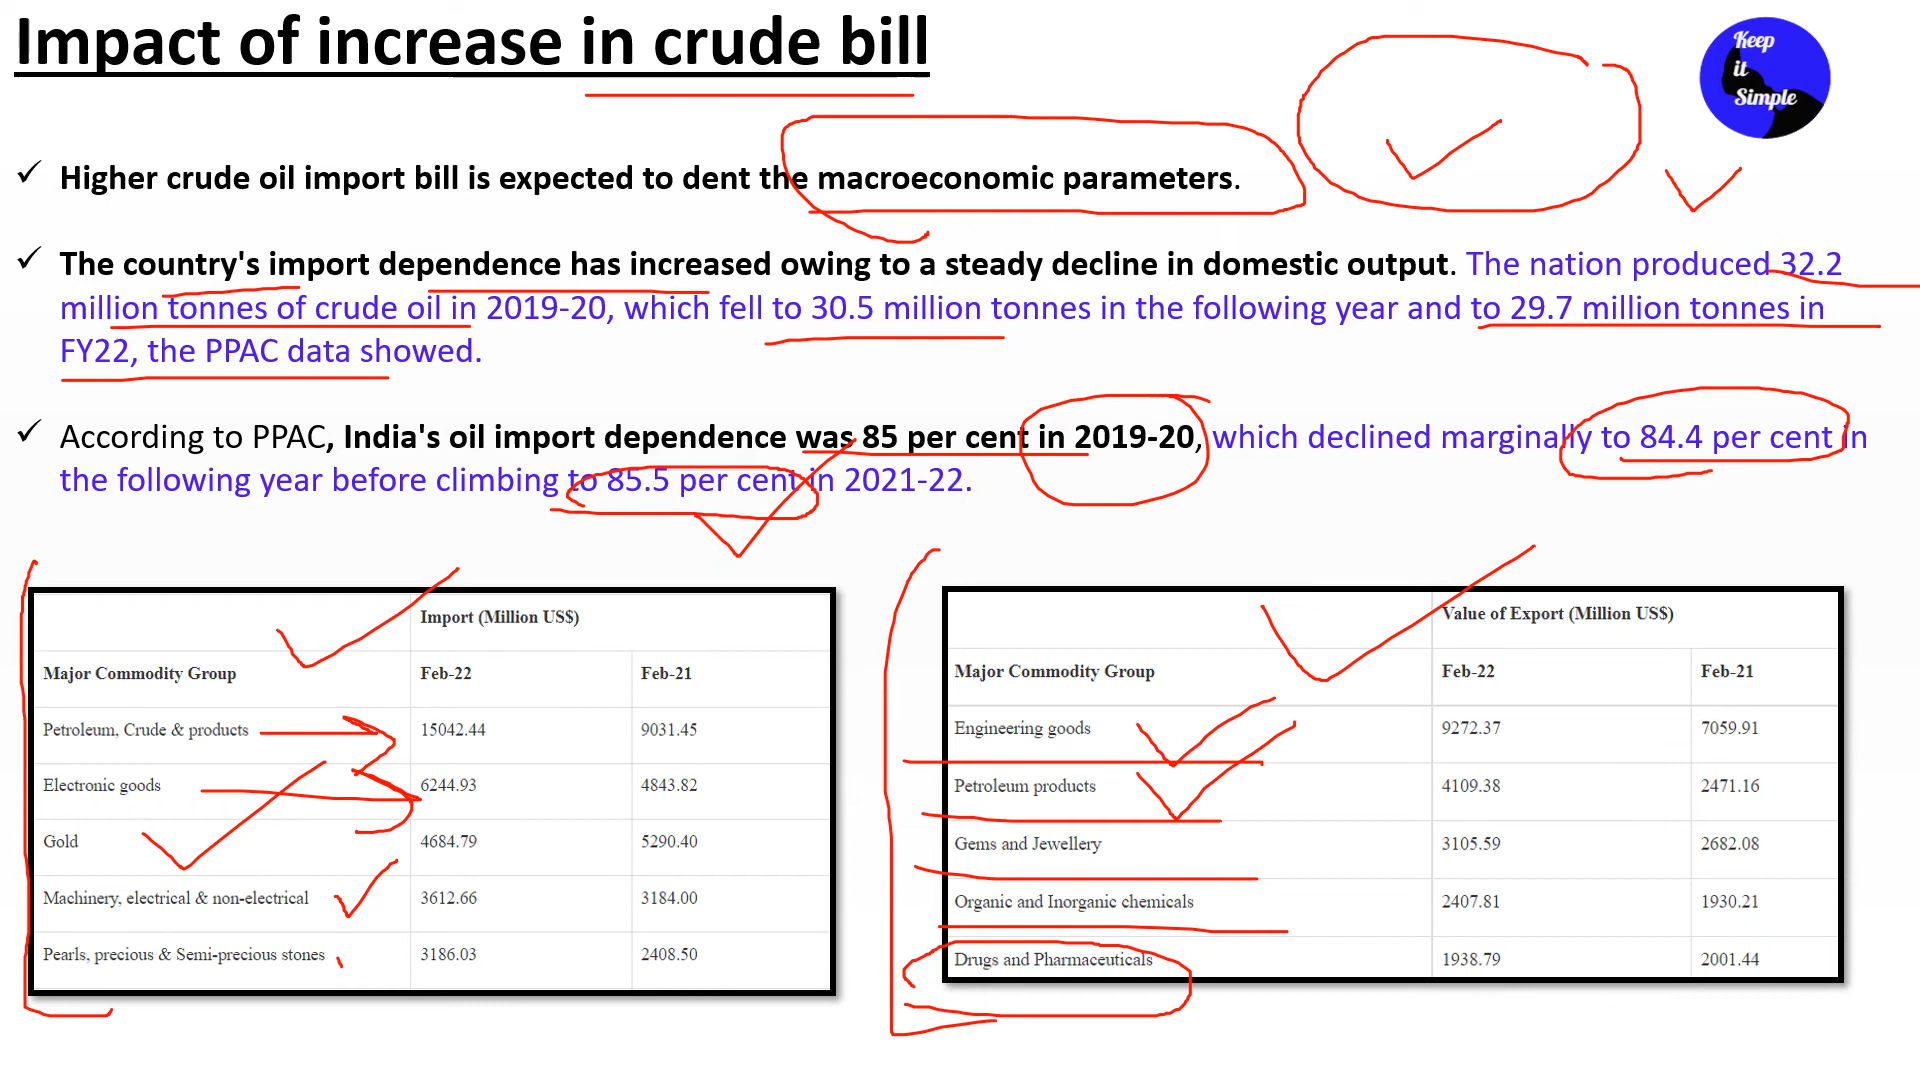 Impact of increase in crude bill
Keep
it
Simple
Higher crude oil import bill is expected to dent the macroeconomic parameters.
The country's import dependence has increased owing to a steady decline in domestic output. The nation produced 32.2
million tonnes of crude oil in 2019-20, which fell to 30.5 million tonnes in the following year and to 29.7 million tonnes in
FY22, the PPAC data showed.
According to PPAC, India's oil import dependence was 85 per cent in 2019-20, which declined marginally to 84.4 per cent in
the following year before climbing to 85.5 per cent in 2021-22.
Import (Million US$)
Major Commodity Group Feb-22 Feb-21
Petroleum, Crude & products 15042.44 9031.45
Electronic goods 6244.93 4843.82
Gold 4684.79 5290.40
Machinery, electrical & non-electrical 3612.66 3184.00
Pearls, precious & Semi-precious stones 3186.03 2408.50
Value of Export (Million US$)
Major Commodity Group Feb-22 Feb-21
Engineering goods 9272.37 7059.91
Petroleum products 4109.38 2471.16
Gems and Jewellery 3105.59 2682.08
Organic and Inorganic chemicals 2407.81 1930.21
Drugs and Pharmaceuticals 1938.79 2001.44